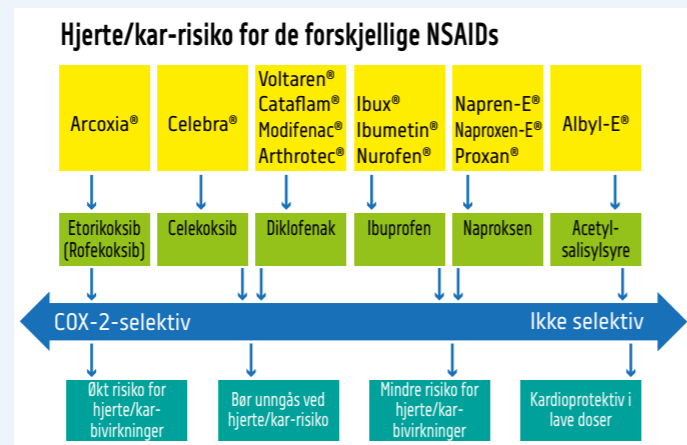 Hjerte/kar-risiko for de forskjellige NSAIDs
Arcoxia®
Celebra®
Voltaren®
Cataflam®
Modifenac®
Arthrotec®
Ibux®
Ibumetin®
Nurofen®
Napren-E®
Naproxen-E®
Proxan®
Albyl-E®
Etorikoksib
(Rofekoksib)
Celekoksib
Diklofenak
Ibuprofen
Naproksen
Acetyl-
salisylsyre
COX-2-selektiv
Ikke selektiv
Økt risiko for
hjerte/kar-
bivirkninger
Bør unngås ved
hjerte/kar-risiko
Mindre risiko for
hjerte/kar-
bivirkninger
Kardioprotektiv i
lave doser